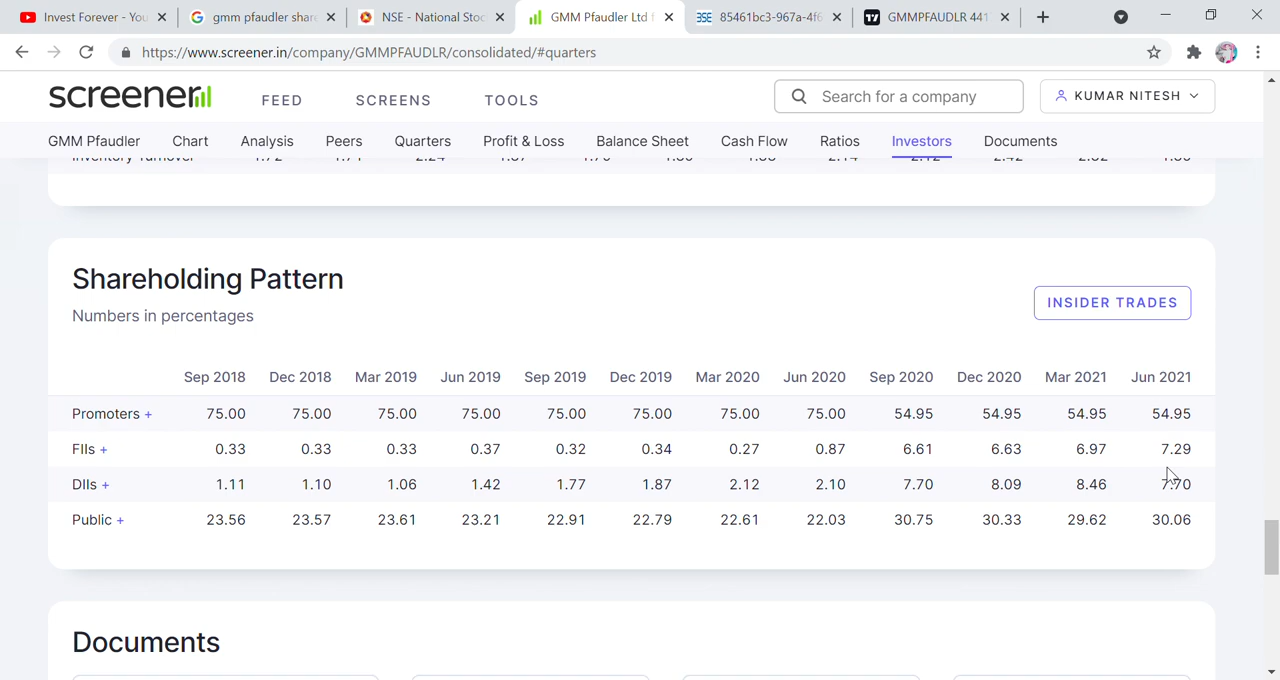 Invest Forever - You
gmm pfaudler share
NSE - National Stoc
GMM Pfaudler Ltd f
BSE 85461bc3-967a-4f6
GMMPFAUDLR 441
https://www.screener.in/company/GMMPFAUDLR/consolidated/#quarters
screener
FEED
SCREENS
TOOLS
Search for a company
KUMAR NITESH
GMM Pfaudler Chart Analysis Peers Quarters Profit & Loss Balance Sheet Cash Flow Ratios Investors Documents
Shareholding Pattern
Numbers in percentages
INSIDER TRADES
Sep 2018 Dec 2018 Mar 2019 Jun 2019 Sep 2019 Dec 2019 Mar 2020 Jun 2020 Sep 2020 Dec 2020 Mar 2021 Jun 2021
Promoters + 75.00 75.00 75.00 75.00 75.00 75.00 75.00 75.00 54.95 54.95 54.95 54.95
FIIs + 0.33 0.33 0.33 0.37 0.32 0.34 0.27 0.87 6.61 6.63 6.97 7.29
DIIs + 1.11 1.10 1.06 1.42 1.77 1.87 2.12 2.10 7.70 8.09 8.46 7.70
Public + 23.56 23.57 23.61 23.21 22.91 22.79 22.61 22.03 30.75 30.33 29.62 30.06
Documents